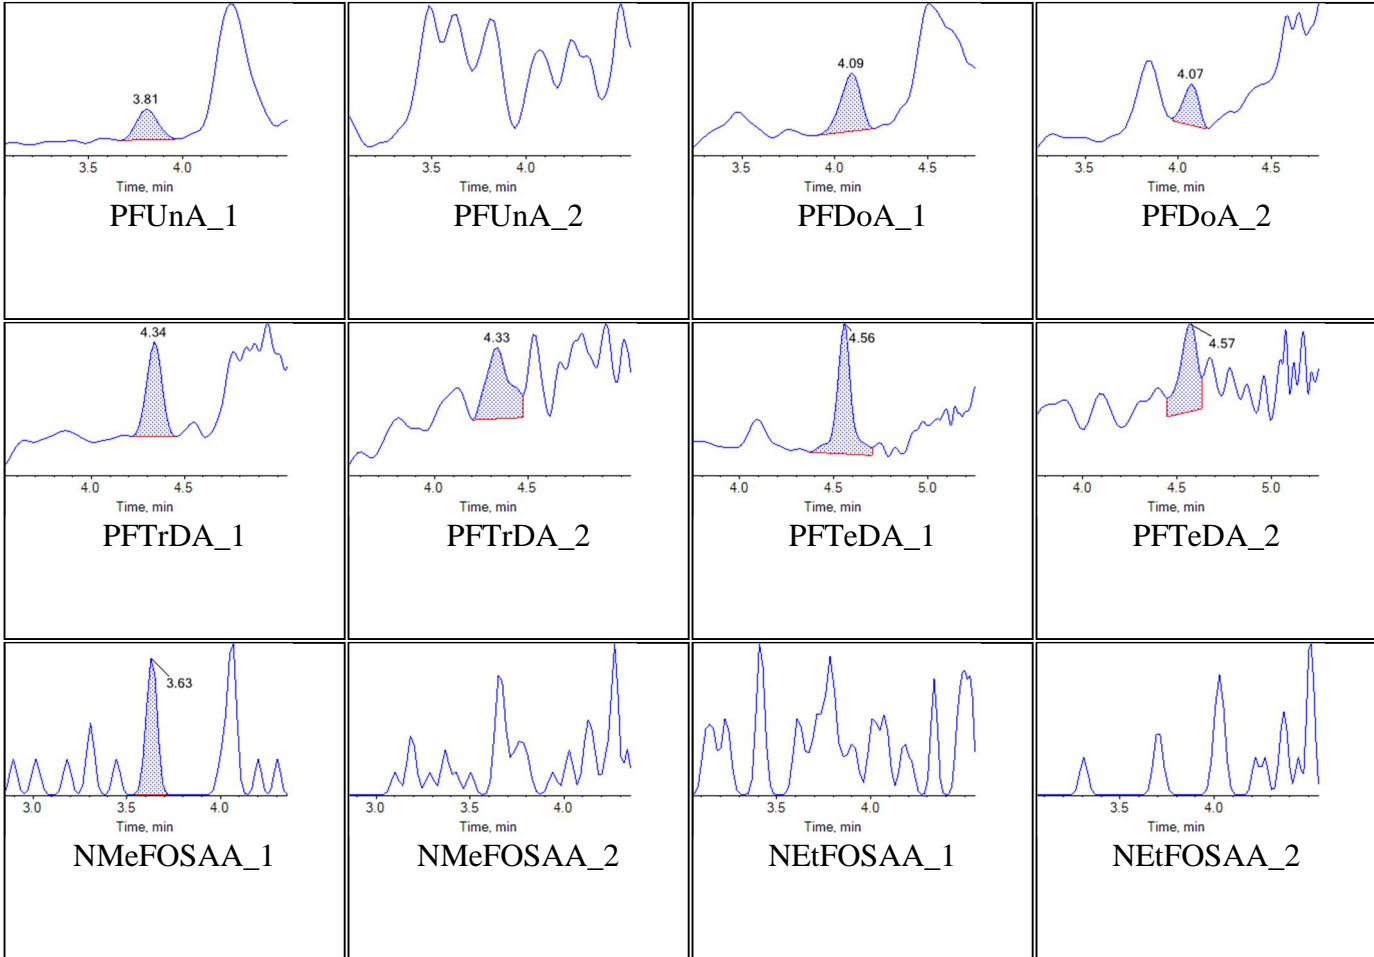 3.81
3.5 4.0
Time, min
PFUnA_1
3.5 4.0
Time, min
PFUnA_2
4.09
3.5 4.0 4.5
Time, min
PFDoA_1
4.07
3.5 4.0 4.5
Time, min
PFDoA_2
4.34
4.0 4.5
Time, min
PFTrDA_1
4.33
4.0 4.5
Time, min
PFTrDA_2
4.56
4.0 4.5 5.0
Time, min
PFTeDA_1
4.57
4.0 4.5 5.0
Time, min
PFTeDA_2
3.63
3.0 3.5 4.0
Time, min
NMeFOSAA_1
3.0 3.5 4.0
Time, min
NMeFOSAA_2
3.5 4.0
Time, min
NEtFOSAA_1
3.5 4.0
Time, min
NEtFOSAA_2